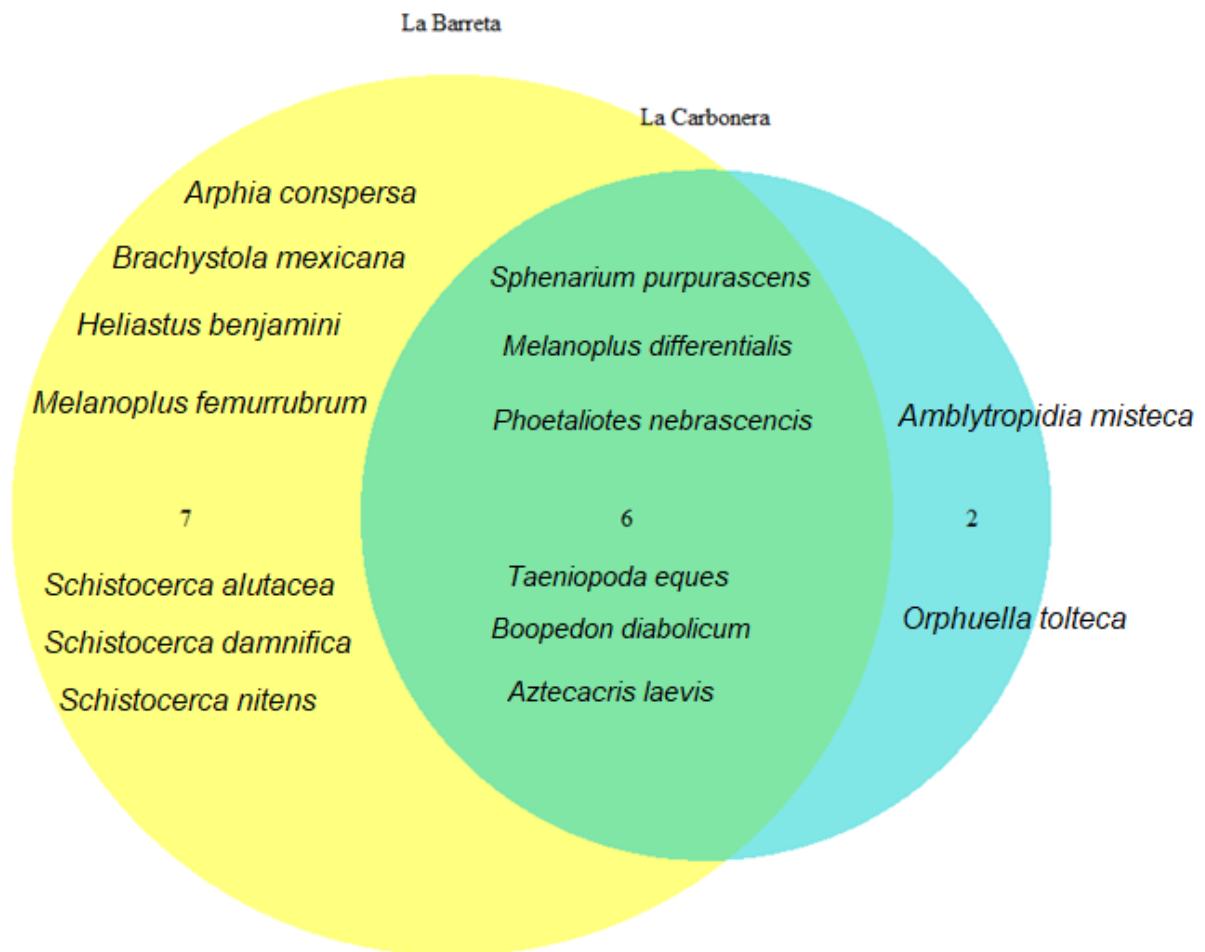 La Barreta
La Carbonera
Arphia conspersa
Brachystola mexicana
Heliastus benjamini
Melanoplus femurrubrum
7
Schistocerca alutacea
Schistocerca damnifica
Schistocerca nitens
Sphenarium purpurascens
Melanoplus differentialis
Phoetaliotes nebrascencis
6
Taeniopoda eques
Boopedon diabolicum
Aztecacris laevis
Amblytropidia misteca
2
Orphuella tolteca